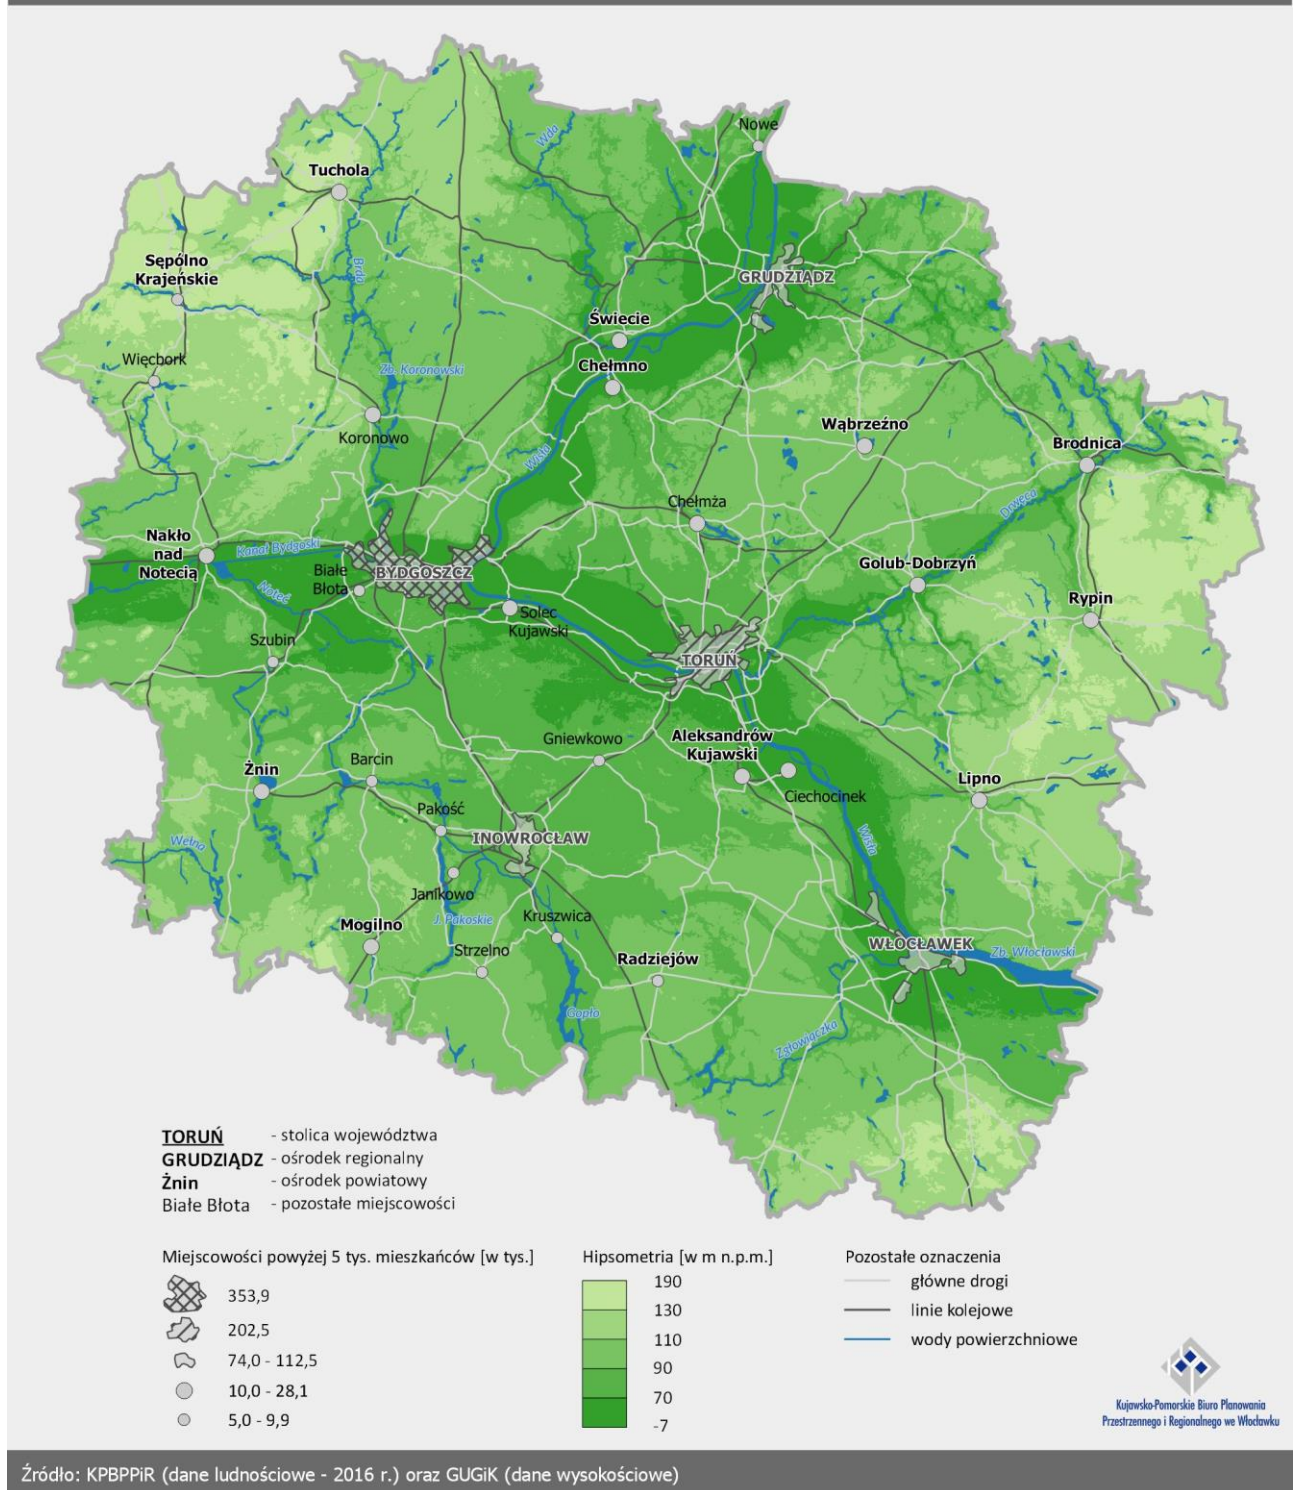 Nowe
Wda
Tuchola
Sępólno
Krajeńskie
Brda
GRUDZIĄDZ
Świecie
Więcbork
Zb. Koronowski
Chełmno
Koronowo
Wąbrzeźno
Brodnica
Wisła
Chełmża
Drwęca
Nakło
nad
Notecią
Kanał Bydgoski
Białe
Błota
BYDGOSZCZ
Golub-Dobrzyń
Noteć
Solec
Kujawski
Rypin
Szubin
TORUŃ
Gniewkowo
Aleksandrów
Kujawski
Żnin
Barcin
Ciechocinek
Lipno
Pakość
INOWROCŁAW
Wełna
Wisła
Janikowo
J. Pakoskie
Kruszwica
Mogilno
Strzelno
Radziejów
WŁOCŁAWEK
Zb. Włocławski
Gopło
Zgłowiączka
TORUŃ - stolica województwa
GRUDZIĄDZ - ośrodek regionalny
Żnin - ośrodek powiatowy
Białe Błota - pozostałe miejscowości
Miejscowości powyżej 5 tys. mieszkańców [w tys.]
353,9
202,5
74,0 - 112,5
10,0 - 28,1
5,0 - 9,9
Hipsometria [w m n.p.m.]
190
130
110
90
70
-7
Pozostałe oznaczenia
główne drogi
linie kolejowe
wody powierzchniowe
Kujawsko-Pomorskie Biuro Planowania
Przestrzennego i Regionalnego we Włocławku
Źródło: KPBPPiR (dane ludnościowe - 2016 r.) oraz GUGiK (dane wysokościowe)